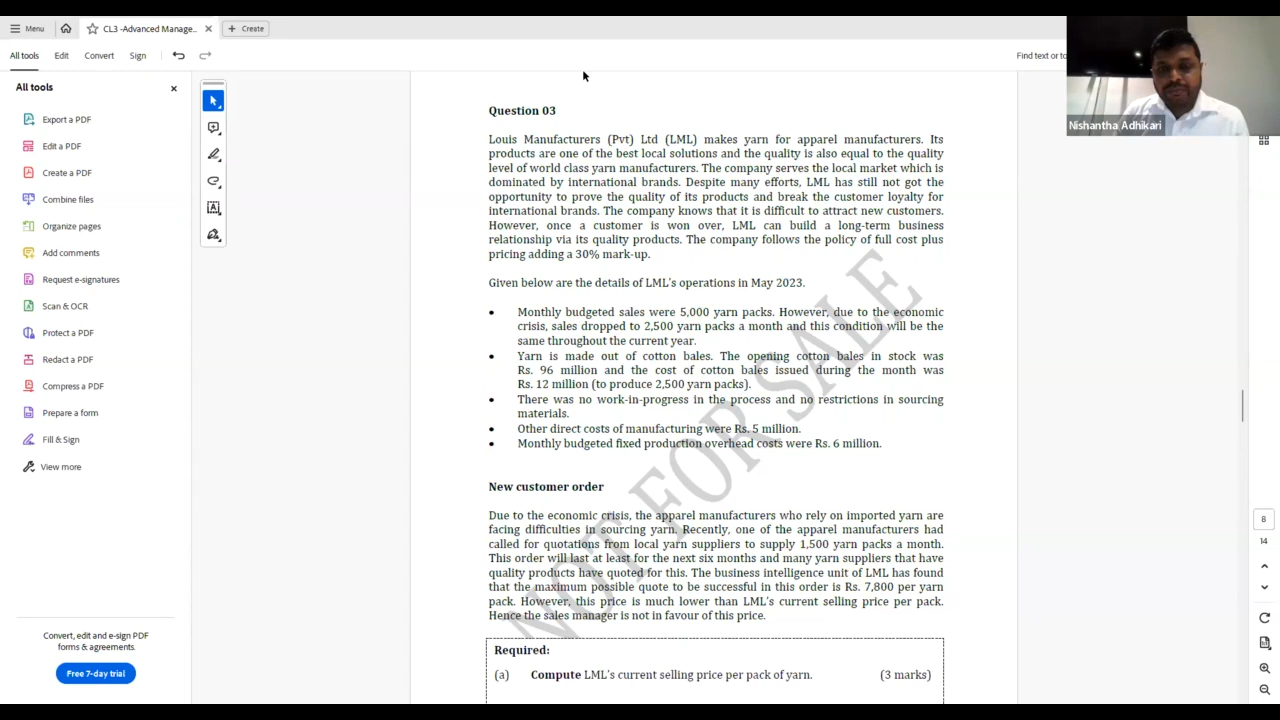 Menu
CL3 -Advanced Manage...
Create
All tools
Edit
Convert
Sign
Find text or to
Nishantha Adhikari
All tools
Export a PDF
Edit a PDF
Create a PDF
Combine files
Organize pages
Add comments
Request e-signatures
Scan & OCR
Protect a PDF
Redact a PDF
Compress a PDF
Prepare a form
Fill & Sign
View more
Convert, edit and e-sign PDF
forms & agreements.
Free 7-day trial
Question 03
Louis Manufacturers (Pvt) Ltd (LML) makes yarn for apparel manufacturers. Its
products are one of the best local solutions and the quality is also equal to the quality
level of world class yarn manufacturers. The company serves the local market which is
dominated by international brands. Despite many efforts, LML has still not got the
opportunity to prove the quality of its products and break the customer loyalty for
international brands. The company knows that it is difficult to attract new customers.
However, once a customer is won over, LML can build a long-term business
relationship via its quality products. The company follows the policy of full cost plus
pricing adding a 30% mark-up.
Given below are the details of LML's operations in May 2023.
• Monthly budgeted sales were 5,000 yarn packs. However, due to the economic
crisis, sales dropped to 2,500 yarn packs a month and this condition will be the
same throughout the current year.
• Yarn is made out of cotton bales. The opening cotton bales in stock was
Rs. 96 million and the cost of cotton bales issued during the month was
Rs. 12 million (to produce 2,500 yarn packs).
• There was no work-in-progress in the process and no restrictions in sourcing
materials.
• Other direct costs of manufacturing were Rs. 5 million.
• Monthly budgeted fixed production overhead costs were Rs. 6 million.
New customer order
Due to the economic crisis, the apparel manufacturers who rely on imported yarn are
facing difficulties in sourcing yarn. Recently, one of the apparel manufacturers had
called for quotations from local yarn suppliers to supply 1,500 yarn packs a month.
This order will last at least for the next six months and many yarn suppliers that have
quality products have quoted for this. The business intelligence unit of LML has found
that the maximum possible quote to be successful in this order is Rs. 7,800 per yarn
pack. However, this price is much lower than LML's current selling price per pack.
Hence the sales manager is not in favour of this price.
Required:
(a) Compute LML's current selling price per pack of yarn. (3 marks)
NOT FOR SALE
8
14